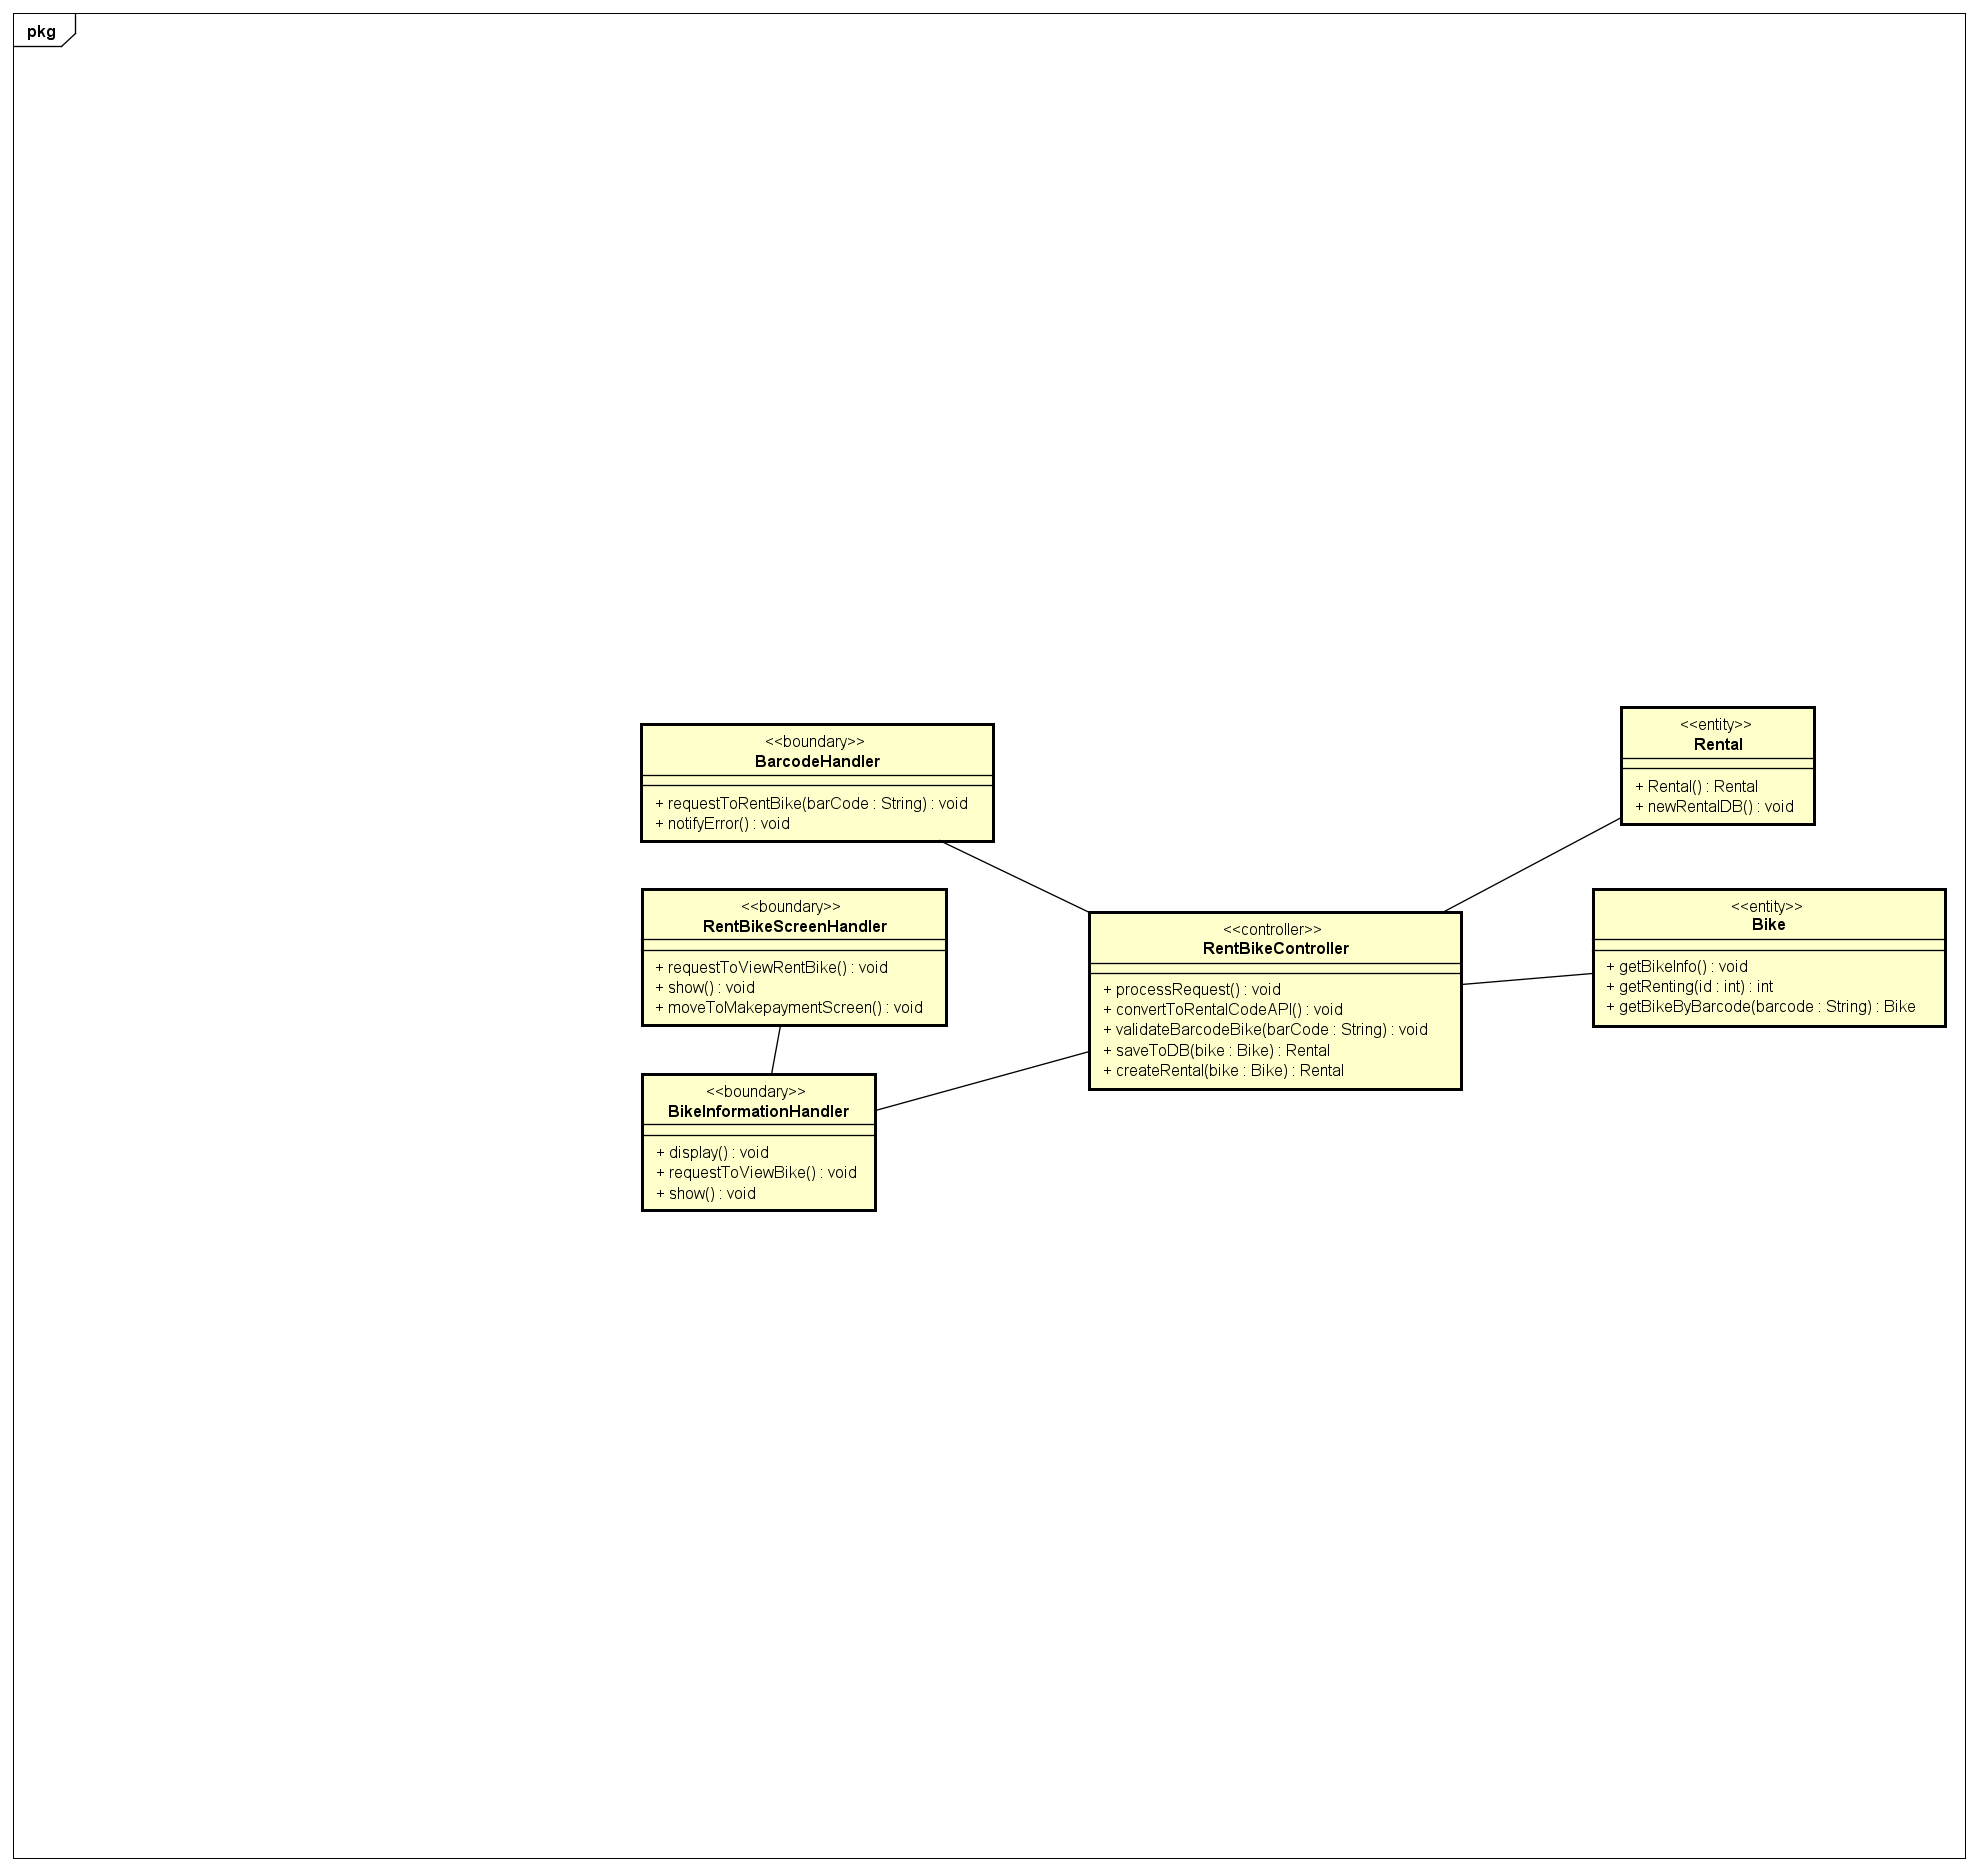 pkg
<<boundary>>
BarcodeHandler
+ requestToRentBike(barCode : String) : void
+ notifyError() : void
<<boundary>>
RentBikeScreenHandler
+ requestToViewRentBike() : void
+ show() : void
+ moveToMakepaymentScreen() : void
<<boundary>>
BikeInformationHandler
+ display() : void
+ requestToViewBike() : void
+ show() : void
<<controller>>
RentBikeController
+ processRequest() : void
+ convertToRentalCodeAPI() : void
+ validateBarcodeBike(barCode : String) : void
+ saveToDB(bike : Bike) : Rental
+ createRental(bike : Bike) : Rental
<<entity>>
Rental
+ Rental() : Rental
+ newRentalDB() : void
<<entity>>
Bike
+ getBikeInfo() : void
+ getRenting(id : int) : int
+ getBikeByBarcode(barcode : String) : Bike